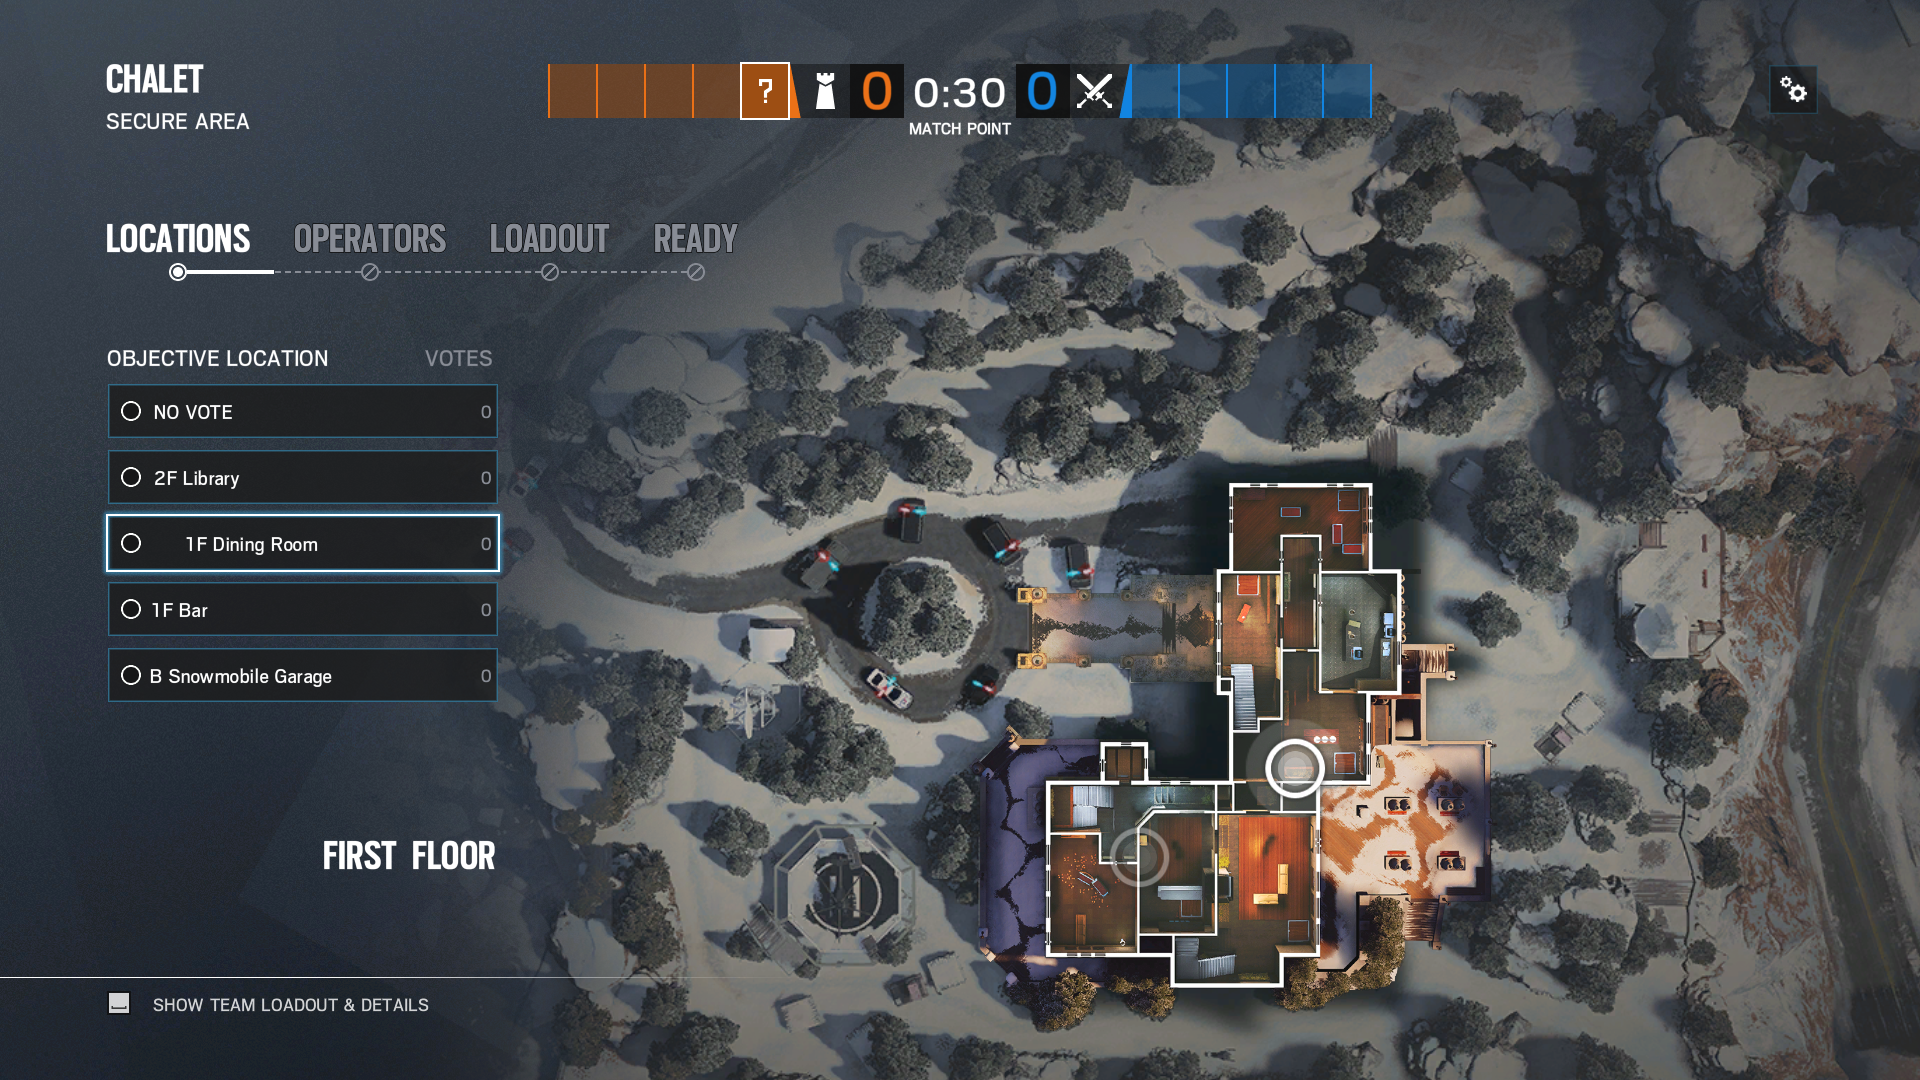 CHALET
SECURE AREA
?
0
0:30
0
MATCH POINT
LOCATIONS
OPERATORS
LOADOUT
READY
OBJECTIVE LOCATION
VOTES
NO VOTE
0
2F Library
0
1F Dining Room
0
1F Bar
0
B Snowmobile Garage
0
FIRST FLOOR
SHOW TEAM LOADOUT & DETAILS